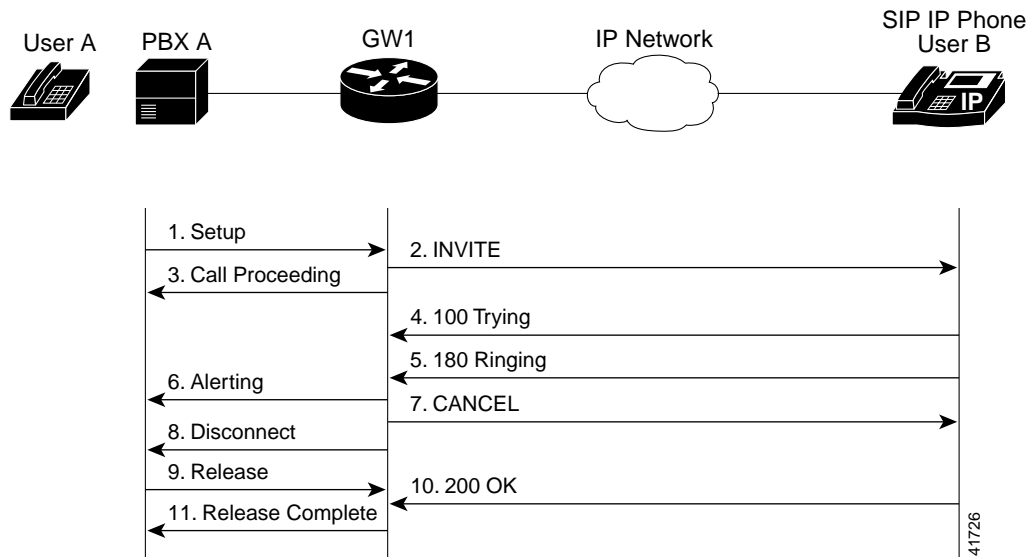 User A
PBX A
GW1
IP Network
SIP IP Phone
User B
IP
1. Setup
2. INVITE
3. Call Proceeding
4. 100 Trying
5. 180 Ringing
6. Alerting
7. CANCEL
8. Disconnect
9. Release
10. 200 OK
11. Release Complete
41726